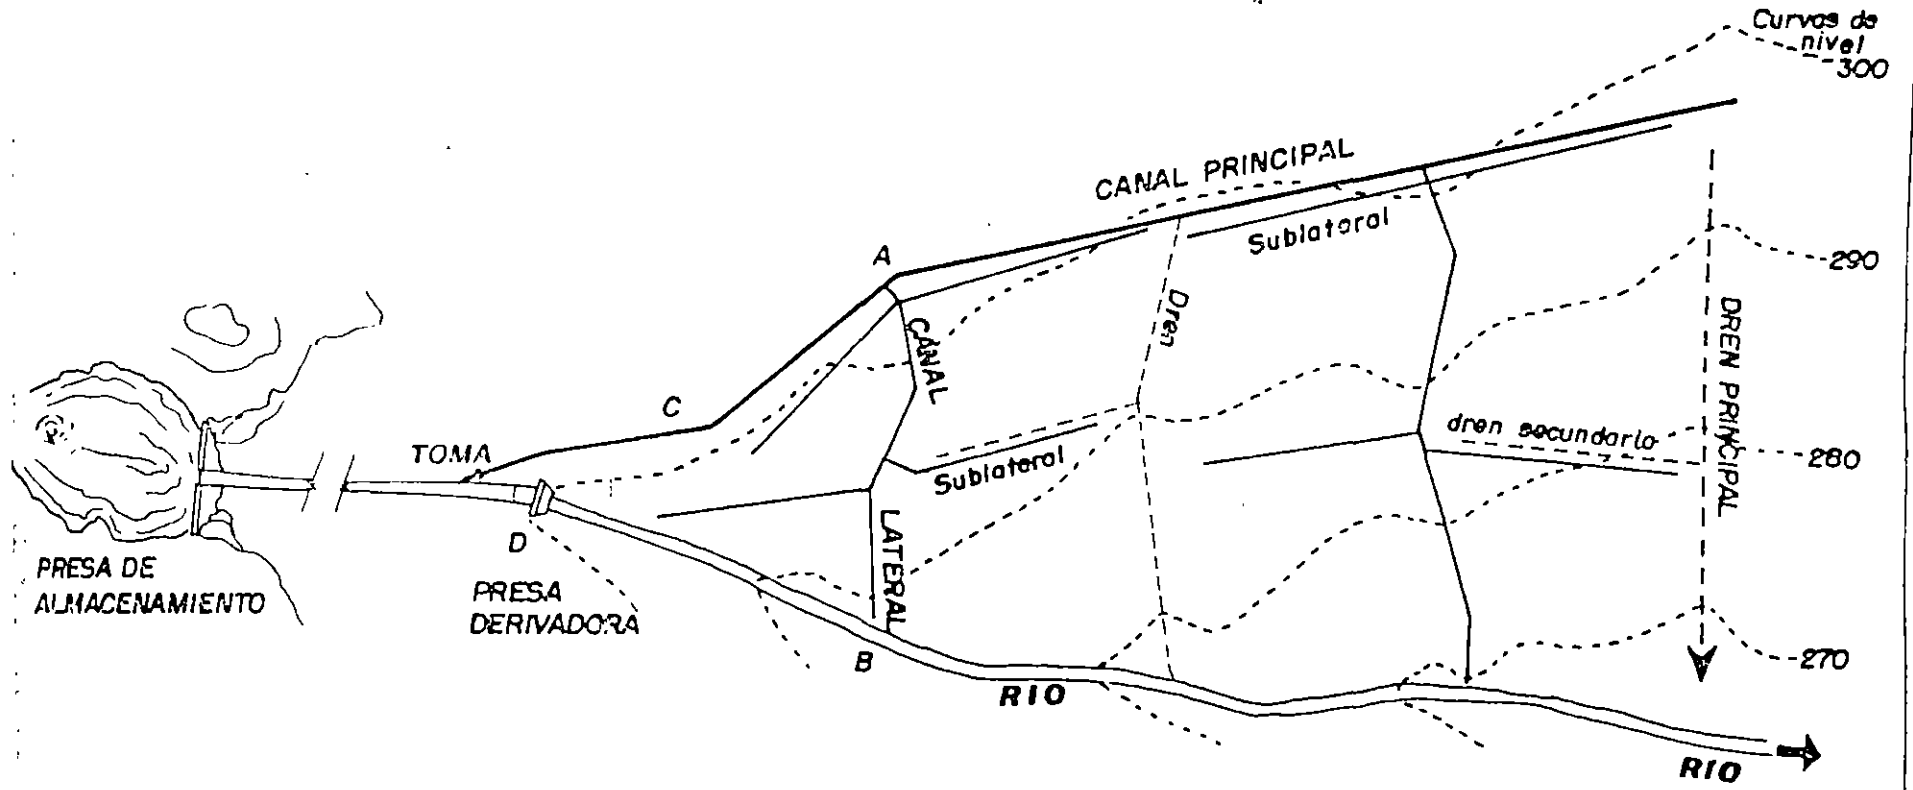 Curvas de
nivel
300
CANAL PRINCIPAL
Sublateral
A
290
Dren
CANAL
DREN PRINCIPAL
C
TOMA
dren secundario
280
Sublateral
D
LATERAL
PRESA DE
ALMACENAMIENTO
PRESA
DERIVADORA
B
270
RIO
RIO